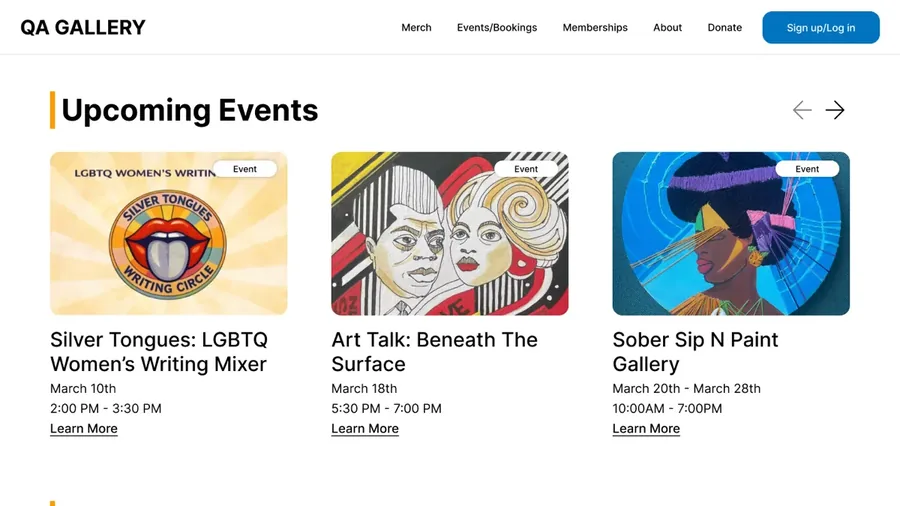 QA GALLERY
Merch Events/Bookings Memberships About Donate Sign up/Log in
Upcoming Events
LGBTQ WOMEN'S WRITIN
Event
SILVER TONGUES
WRITING CIRCLE
Event
Event
Silver Tongues: LGBTQ
Women's Writing Mixer
March 10th
2:00 PM - 3:30 PM
Learn More
Art Talk: Beneath The
Surface
March 18th
5:30 PM - 7:00 PM
Learn More
Sober Sip N Paint
Gallery
March 20th - March 28th
10:00AM - 7:00PM
Learn More